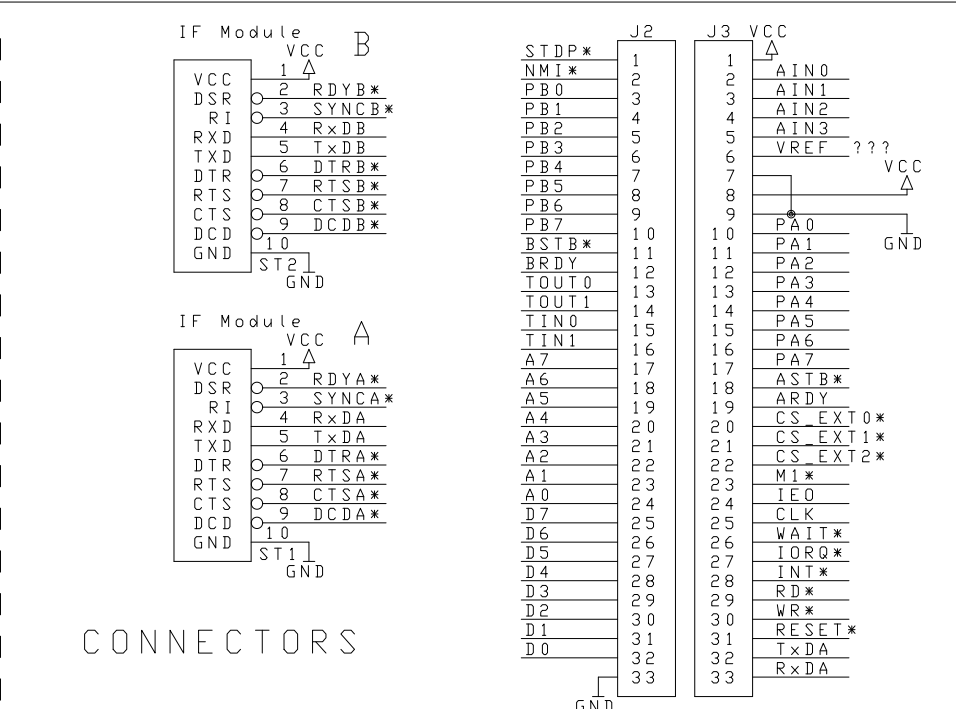 IF Module
B
VCC
VCC 1
DSR 2 RDYB*
RI 3 SYNCB*
RXD 4 RxDB
TXD 5 TxDB
DTR 6 DTRB*
RTS 7 RTSB*
CTS 8 CTSB*
DCD 9 DCDB*
GND 10
ST2
GND
IF Module
A
VCC
VCC 1
DSR 2 RDYA*
RI 3 SYNCA*
RXD 4 RxDA
TXD 5 TxDA
DTR 6 DTRA*
RTS 7 RTSA*
CTS 8 CTSA*
DCD 9 DCDA*
GND 10
ST1
GND
CONNECTORS
J2
STDP* 1
NMI* 2
PB0 3
PB1 4
PB2 5
PB3 6
PB4 7
PB5 8
PB6 9
PB7 10
BSTB* 11
BRDY 12
TOUT0 13
TOUT1 14
TIN0 15
TIN1 16
A7 17
A6 18
A5 19
A4 20
A3 21
A2 22
A1 23
A0 24
D7 25
D6 26
D5 27
D4 28
D3 29
D2 30
D1 31
D0 32
33
GND
J3
VCC
1
2 AIN0
3 AIN1
4 AIN2
5 AIN3
6 VREF ???
7
VCC
8
9
GND
10 PA0
11 PA1
12 PA2
13 PA3
14 PA4
15 PA5
16 PA6
17 PA7
18 ASTB*
19 ARDY
20 CS_EXT0*
21 CS_EXT1*
22 CS_EXT2*
23 M1*
24 IEO
25 CLK
26 WAIT*
27 IORQ*
28 INT*
29 RD*
30 WR*
31 RESET*
32 TxDA
33 RxDA